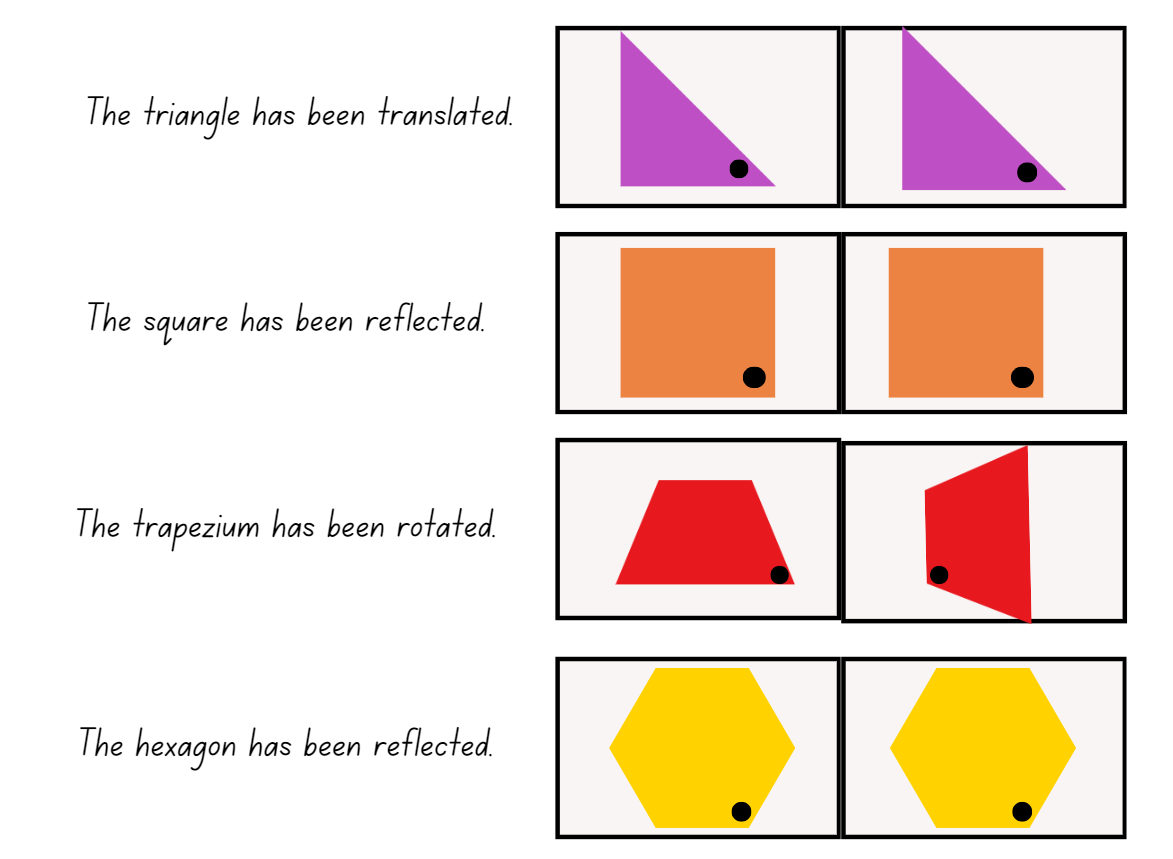 The triangle has been translated.
The square has been reflected.
The trapezium has been rotated.
The hexagon has been reflected.